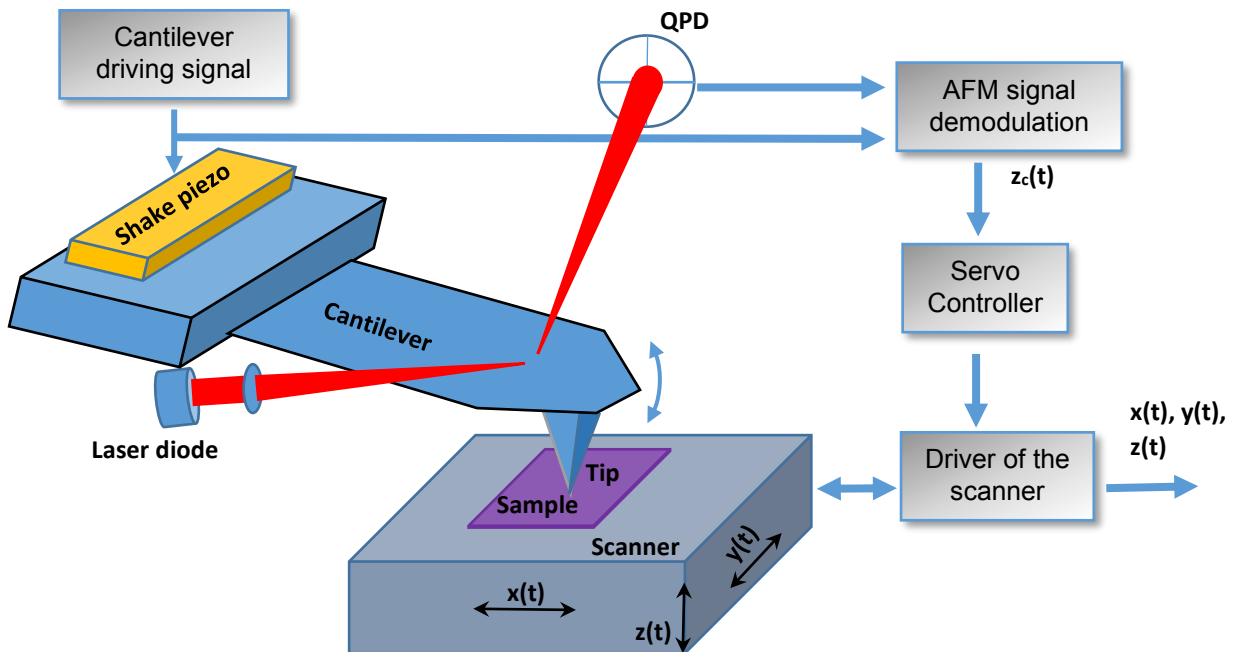 Cantilever
driving signal
QPD
AFM signal
demodulation
zc(t)
Shake piezo
Servo
Controller
Cantilever
Laser diode
x(t), y(t),
z(t)
Driver of the
scanner
Tip
Sample
Scanner
y(t)
x(t)
z(t)